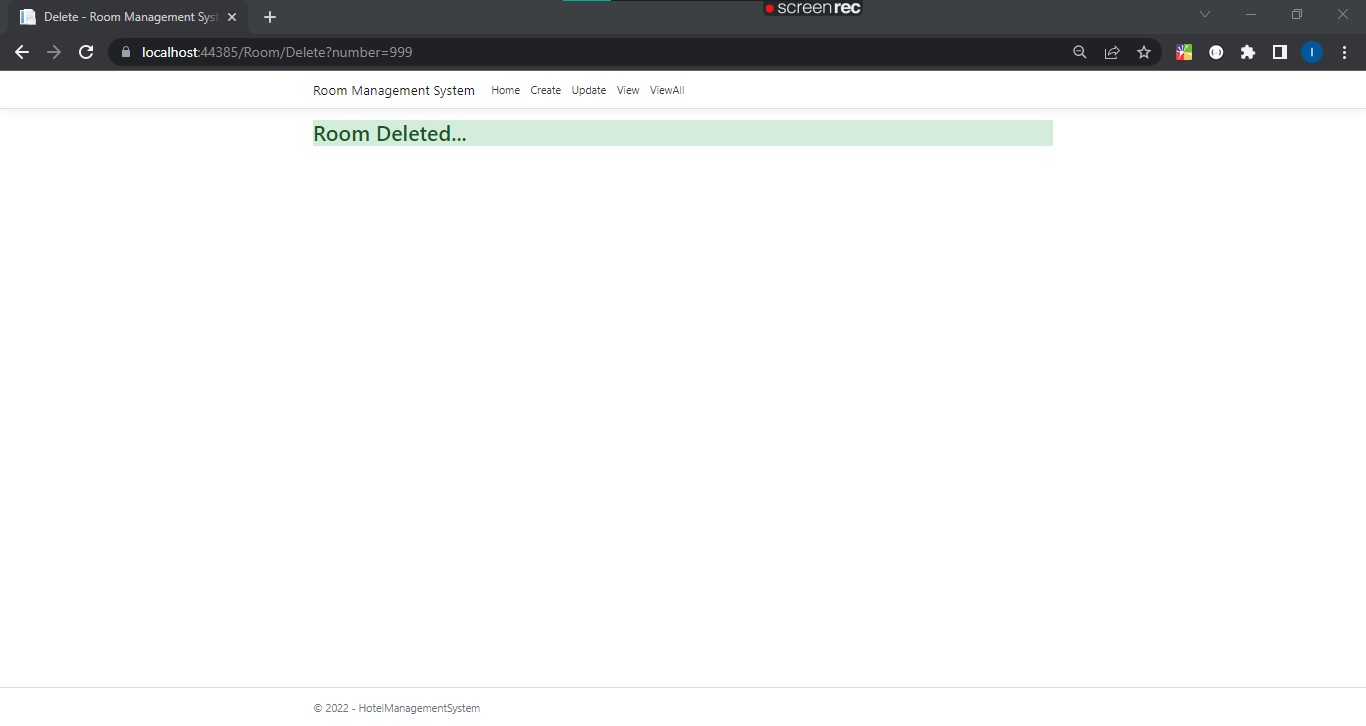 Delete - Room Management Syst
screenrec
localhost:44385/Room/Delete?number=999
I
Room Management System Home Create Update View ViewAll
Room Deleted...
© 2022 - HotelManagementSystem